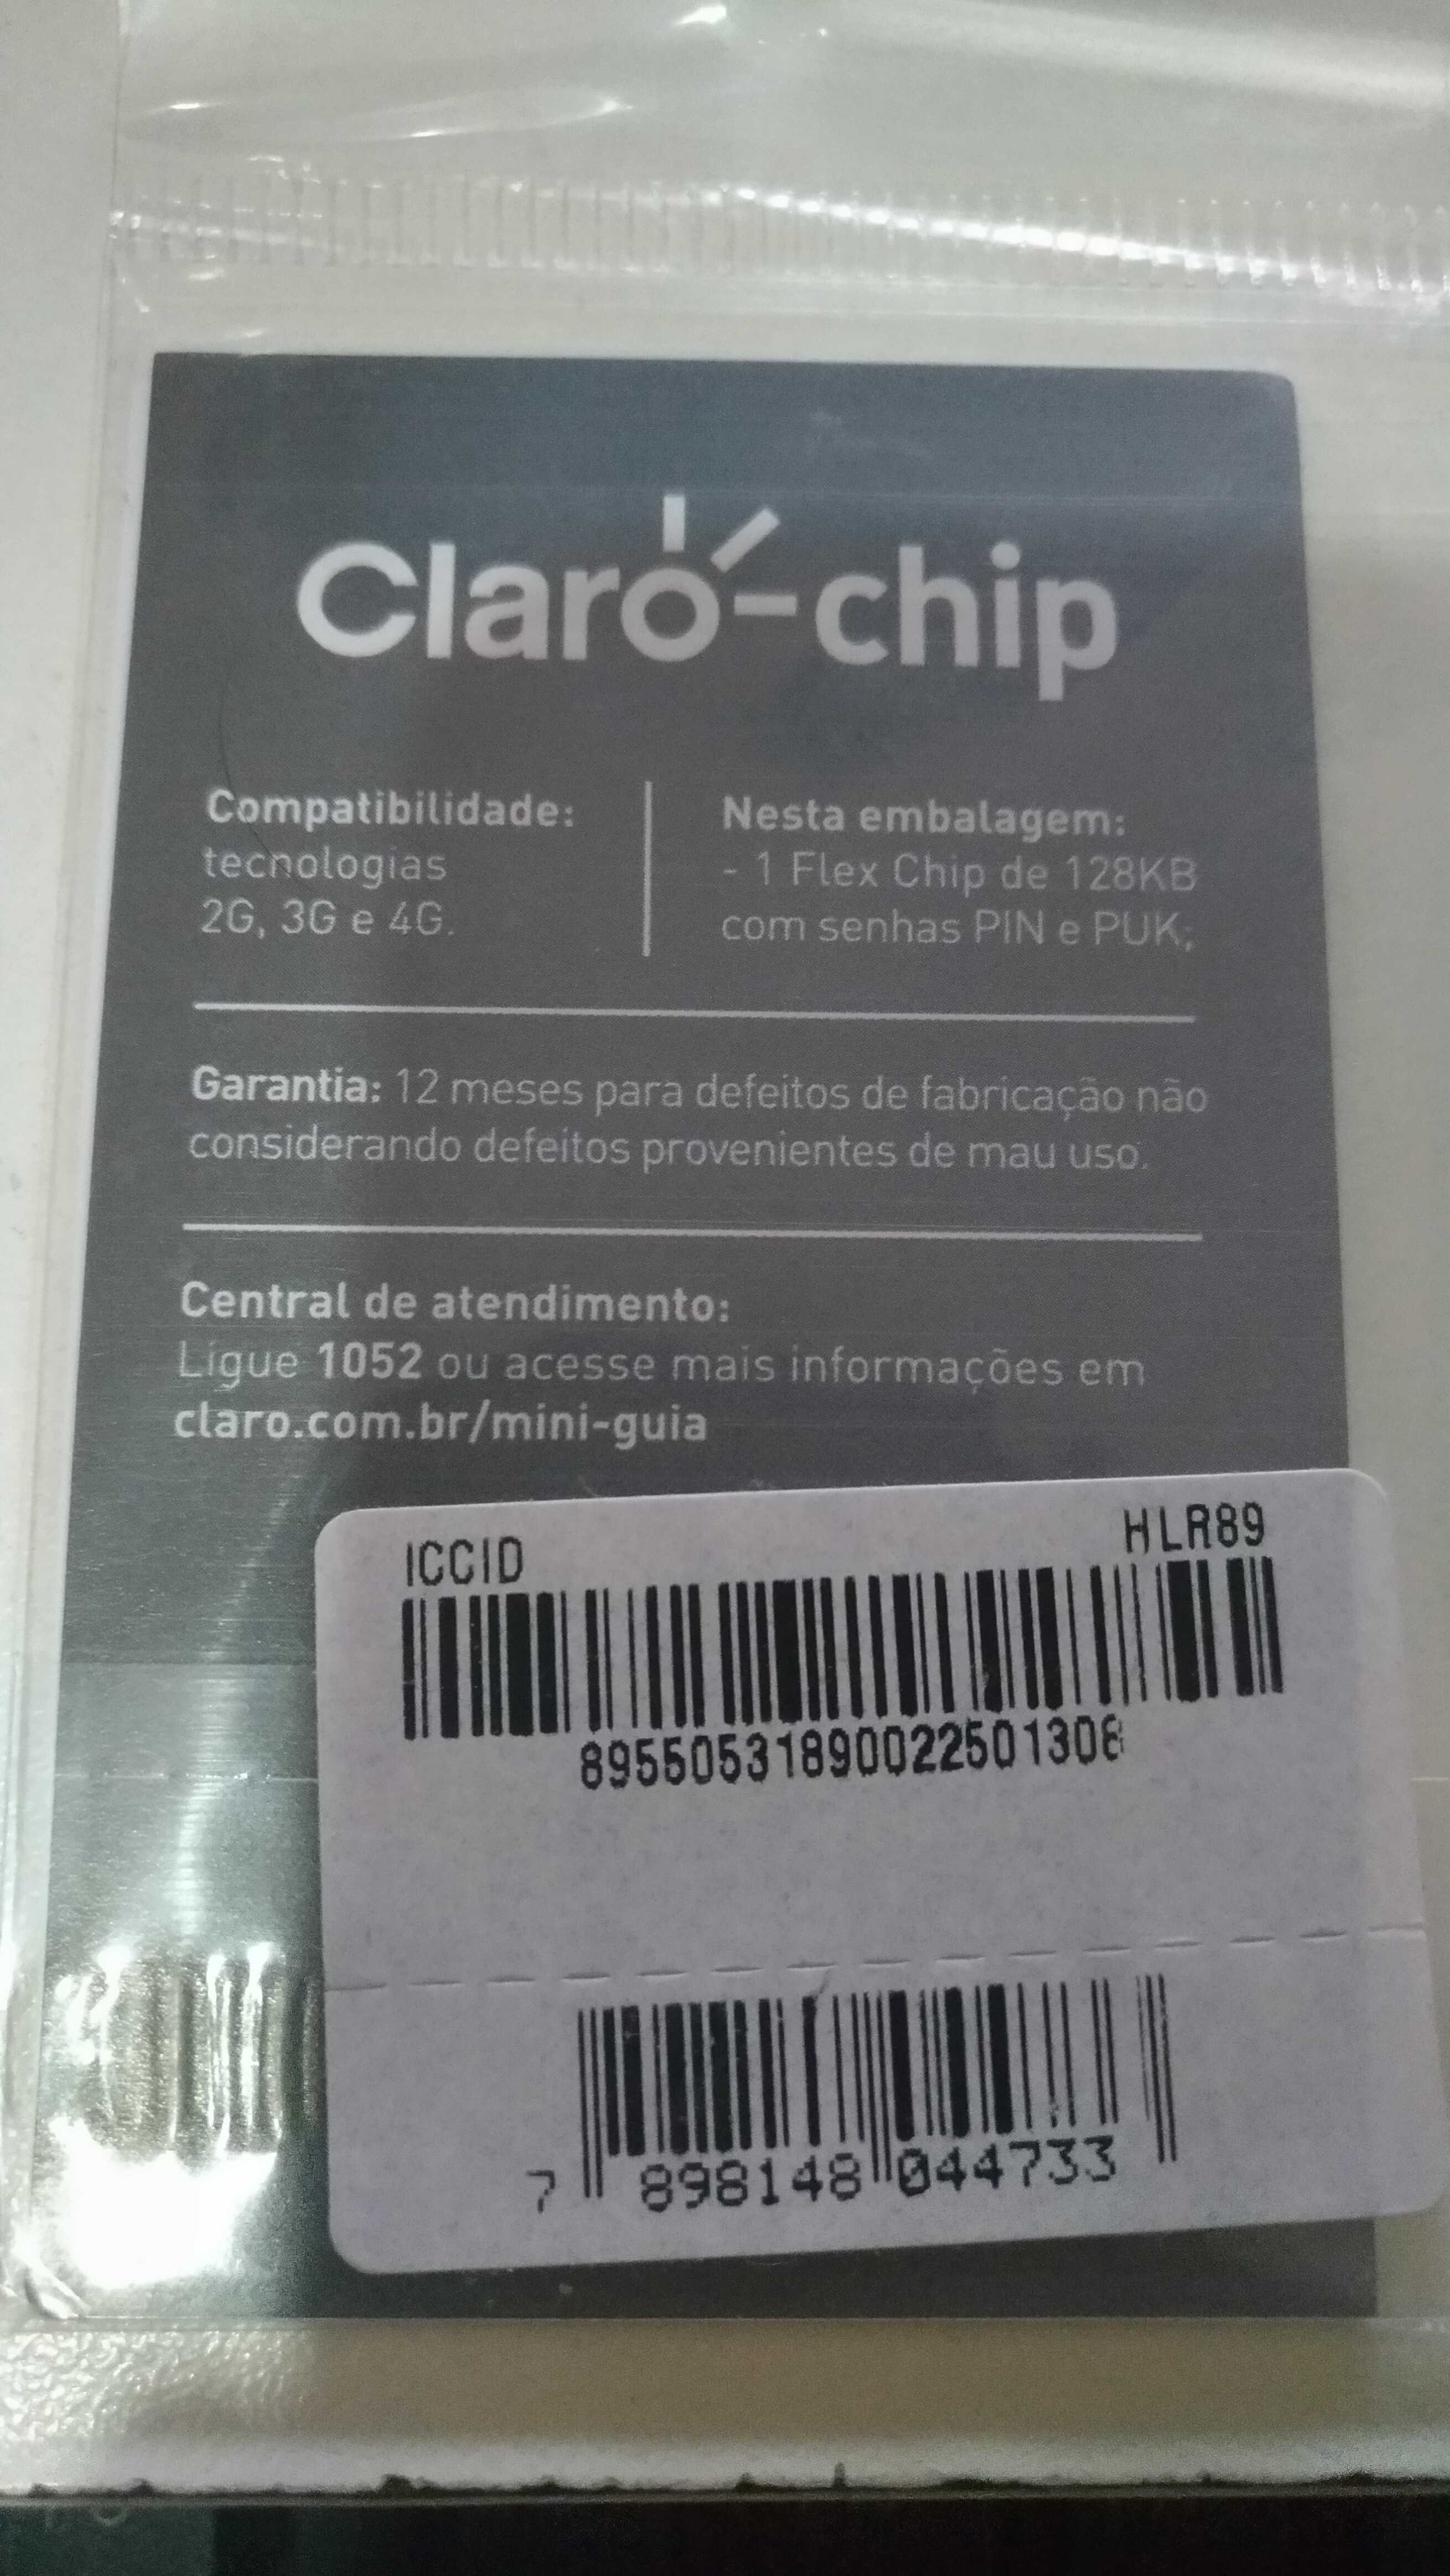 Claro-chip
Compatibilidade:
tecnologias
2G, 3G e 4G.
Nesta embalagem:
- 1 Flex Chip de 128KB
com senhas PIN e PUK;
Garantia: 12 meses para defeitos de fabricação não
considerando defeitos provenientes de mau uso.
Central de atendimento:
Ligue 1052 ou acesse mais informações em
claro.com.br/mini-guia
ICCID
HLR89
7 898148 044733